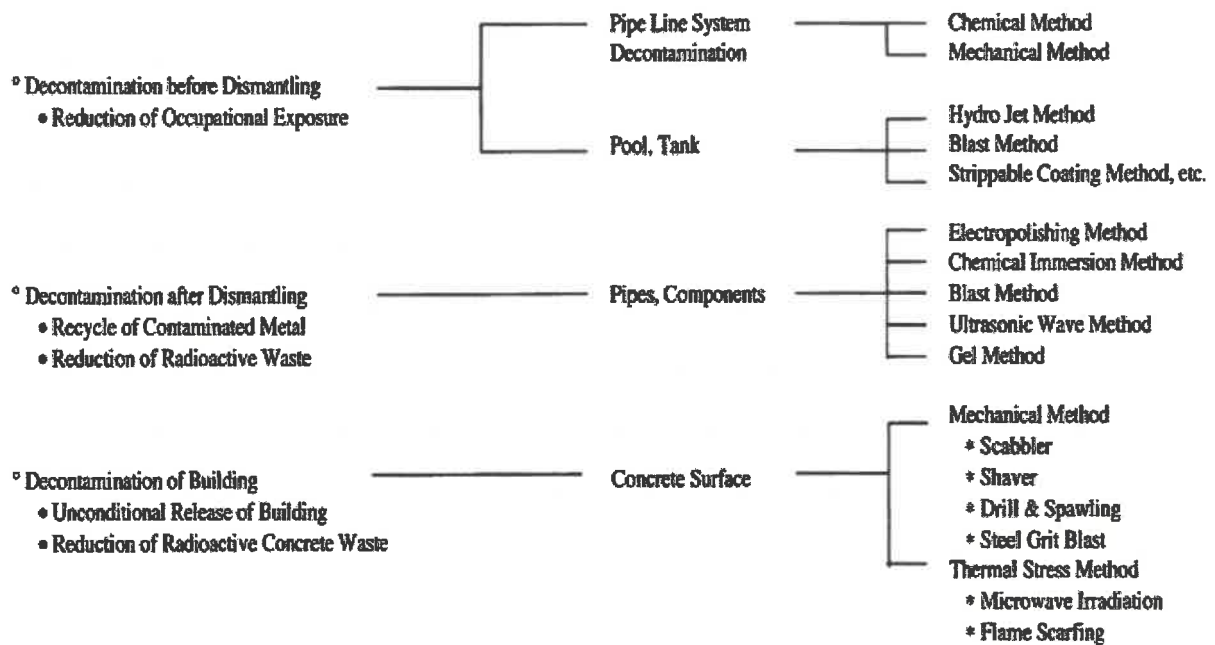 Pipe Line System
Decontamination
Chemical Method
Mechanical Method
° Decontamination before Dismantling
• Reduction of Occupational Exposure
Pool, Tank
Hydro Jet Method
Blast Method
Strippable Coating Method, etc.
° Decontamination after Dismantling
• Recycle of Contaminated Metal
• Reduction of Radioactive Waste
Pipes, Components
Electropolishing Method
Chemical Immersion Method
Blast Method
Ultrasonic Wave Method
Gel Method
° Decontamination of Building
• Unconditional Release of Building
• Reduction of Radioactive Concrete Waste
Concrete Surface
Mechanical Method
* Scabbler
* Shaver
* Drill & Spawling
* Steel Grit Blast
Thermal Stress Method
* Microwave Irradiation
* Flame Scarfing